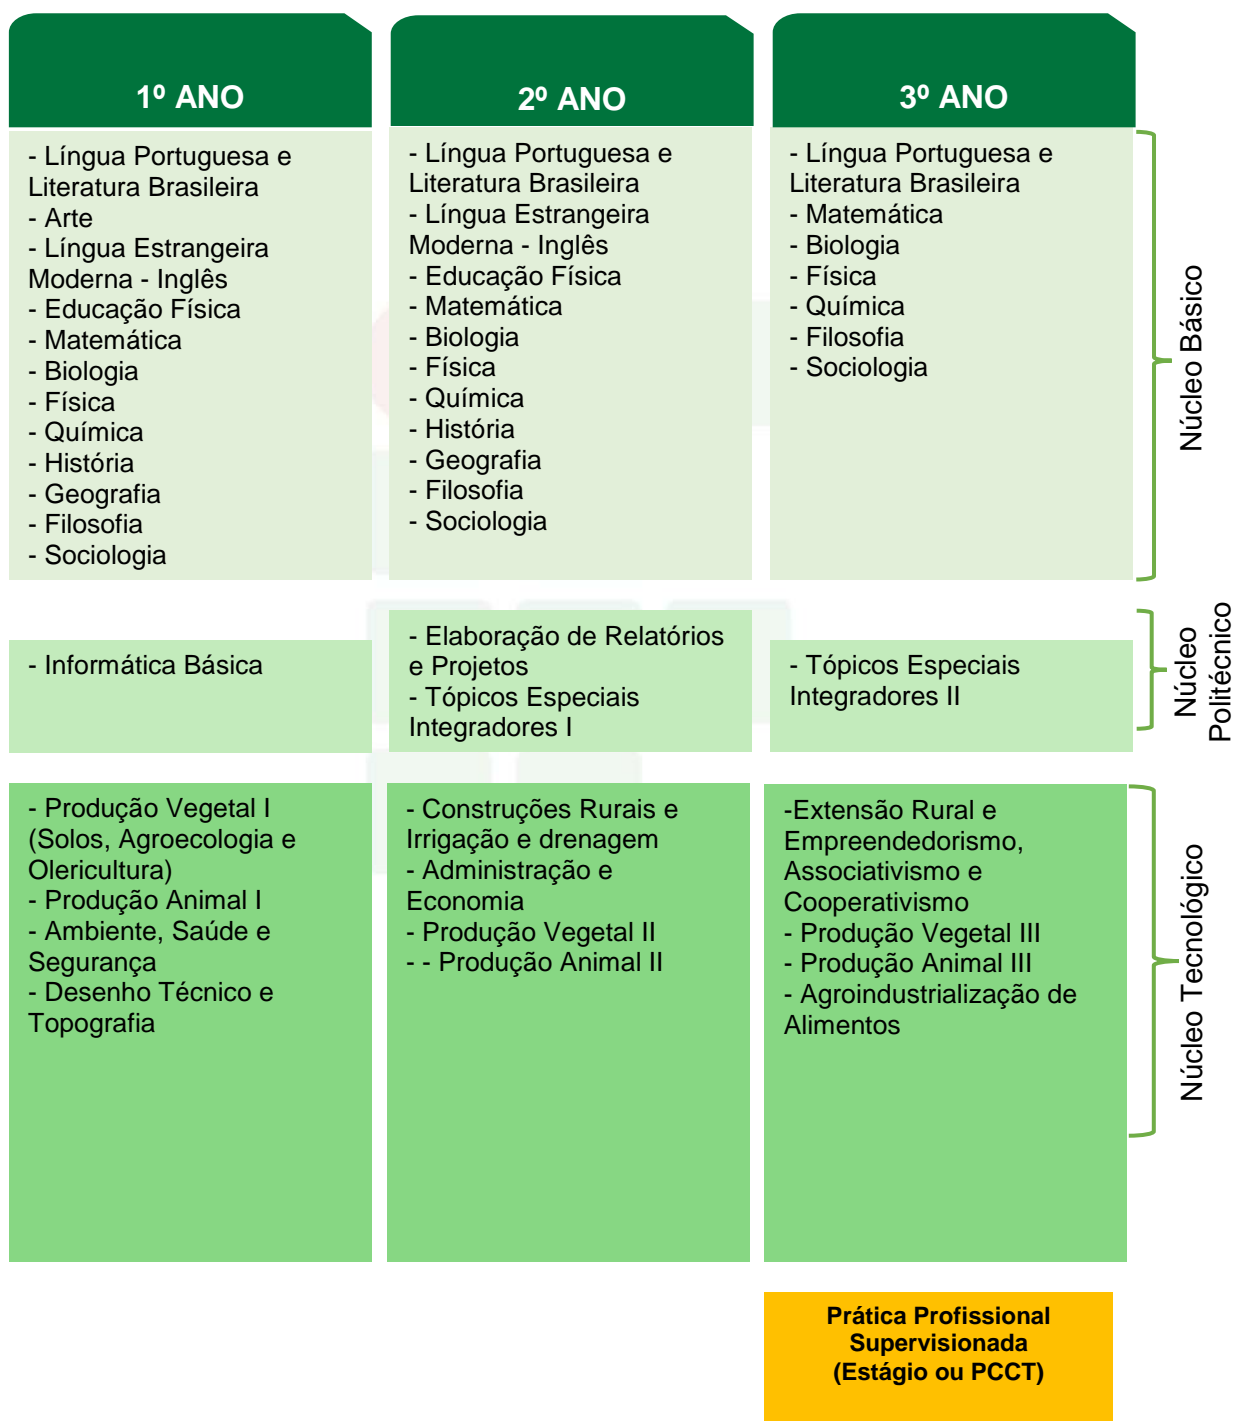 1º ANO
- Língua Portuguesa e
Literatura Brasileira
- Arte
- Língua Estrangeira
Moderna - Inglês
- Educação Física
- Matemática
- Biologia
- Física
- Química
- História
- Geografia
- Filosofia
- Sociologia
2º ANO
- Língua Portuguesa e
Literatura Brasileira
- Língua Estrangeira
Moderna - Inglês
- Educação Física
- Matemática
- Biologia
- Física
- Química
- História
- Geografia
- Filosofia
- Sociologia
3º ANO
- Língua Portuguesa e
Literatura Brasileira
- Matemática
- Biologia
- Física
- Química
- Filosofia
- Sociologia
Núcleo Básico
- Informática Básica
- Elaboração de Relatórios
e Projetos
- Tópicos Especiais
Integradores I
- Tópicos Especiais
Integradores II
Núcleo
Politécnico
- Produção Vegetal I
(Solos, Agroecologia e
Olericultura)
- Produção Animal I
- Ambiente, Saúde e
Segurança
- Desenho Técnico e
Topografia
- Construções Rurais e
Irrigação e drenagem
- Administração e
Economia
- Produção Vegetal II
- - Produção Animal II
-Extensão Rural e
Empreendedorismo,
Associativismo e
Cooperativismo
- Produção Vegetal III
- Produção Animal III
- Agroindustrialização de
Alimentos
Núcleo Tecnológico
Prática Profissional
Supervisionada
(Estágio ou PCCT)